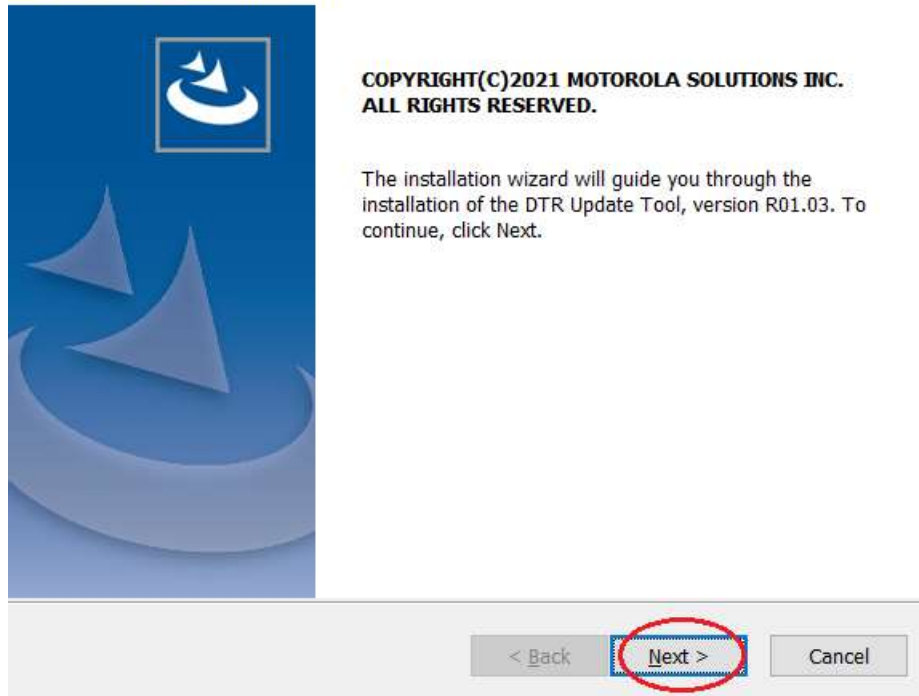 COPYRIGHT(C)2021 MOTOROLA SOLUTIONS INC.
ALL RIGHTS RESERVED.
The installation wizard will guide you through the
installation of the DTR Update Tool, version R01.03. To
continue, click Next.
< Back
Next >
Cancel